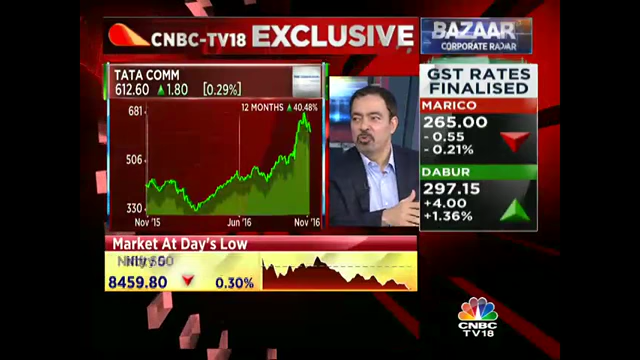 CNBC-TV18 EXCLUSIVE
BAZAAR
CORPORATE RADAR
TATA COMM
612.60 ▲ 1.80 [0.29%]
12 MONTHS ▲ 40.48%
681
506
330
Nov '15 Jun '16 Nov '16
GST RATES
FINALISED
MARICO
265.00
- 0.55
- 0.21%
DABUR
297.15
+4.00
+1.36%
Market At Day's Low
8459.80 ▼ 0.30%
CNBC
TV18